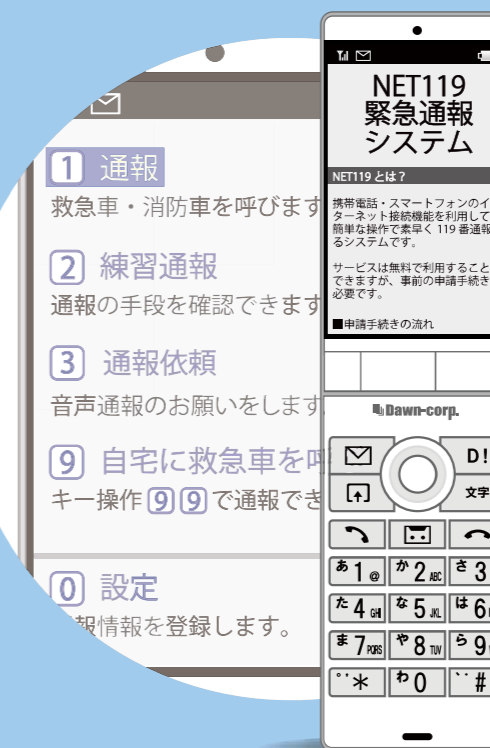 1 通報
救急車・消防車を呼びます
2 練習通報
通報の手段を確認できます
3 通報依頼
音声通報のお願いをします
9 自宅に救急車を呼
キー操作 9 9 で通報でき
0 設定
報情報を登録します。
NET119
緊急通報
システム
NET119 とは？
携帯電話・スマートフォンのイ
ターネット接続機能を利用して
簡単な操作で素早く 119 番通報
るシステムです。
サービスは無料で利用すること
できますが、事前の申請手続き
必要です。
■申請手続きの流れ
Dawn-corp.
D!
文字
あ 1 @ か 2 ABC さ 3
た 4 GHI な 5 JKL は 6
ま 7 PQRS や 8 TUV ら 9
゛゜* わ 0 #